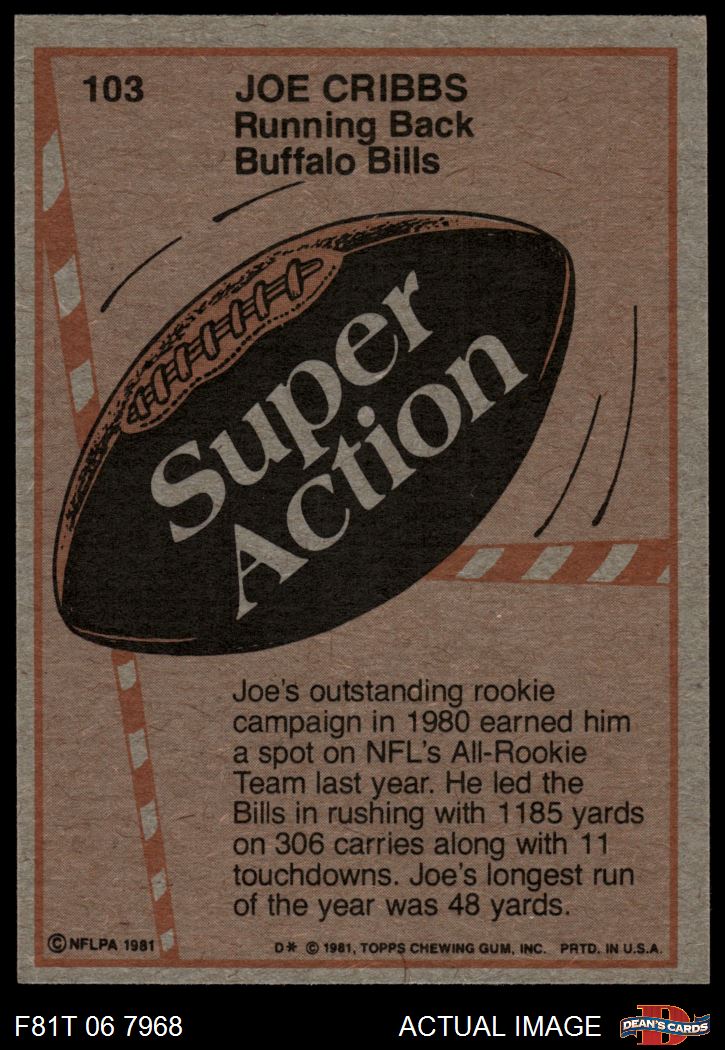 103
JOE CRIBBS
Running Back
Buffalo Bills
Super
Action
Joe's outstanding rookie
campaign in 1980 earned him
a spot on NFL's All-Rookie
Team last year. He led the
Bills in rushing with 1185 yards
on 306 carries along with 11
touchdowns. Joe's longest run
of the year was 48 yards.
© NFLPA 1981
D* © 1981, TOPPS CHEWING GUM, INC. PRTD. IN U.S.A.
F81T 06 7968
ACTUAL IMAGE
D
DEAN'S CARDS